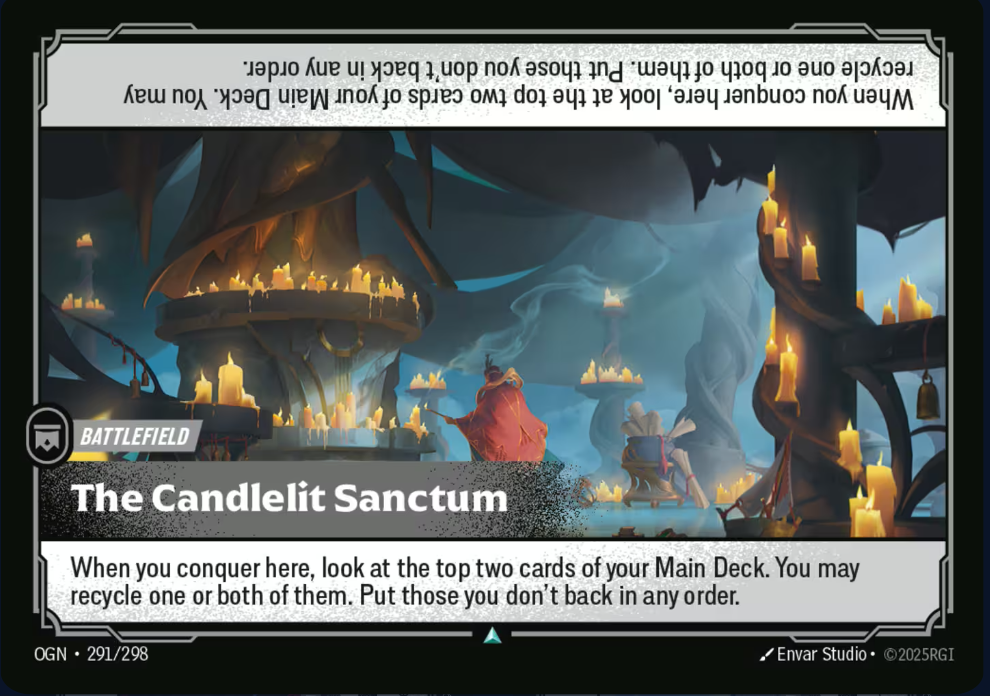 When you conquer here, look at the top two cards of your Main Deck. You may
recycle one or both of them. Put those you don't back in any order.
BATTLEFIELD
The Candlelit Sanctum
When you conquer here, look at the top two cards of your Main Deck. You may
recycle one or both of them. Put those you don't back in any order.
OGN • 291/298
Envar Studio • ©2025RGI